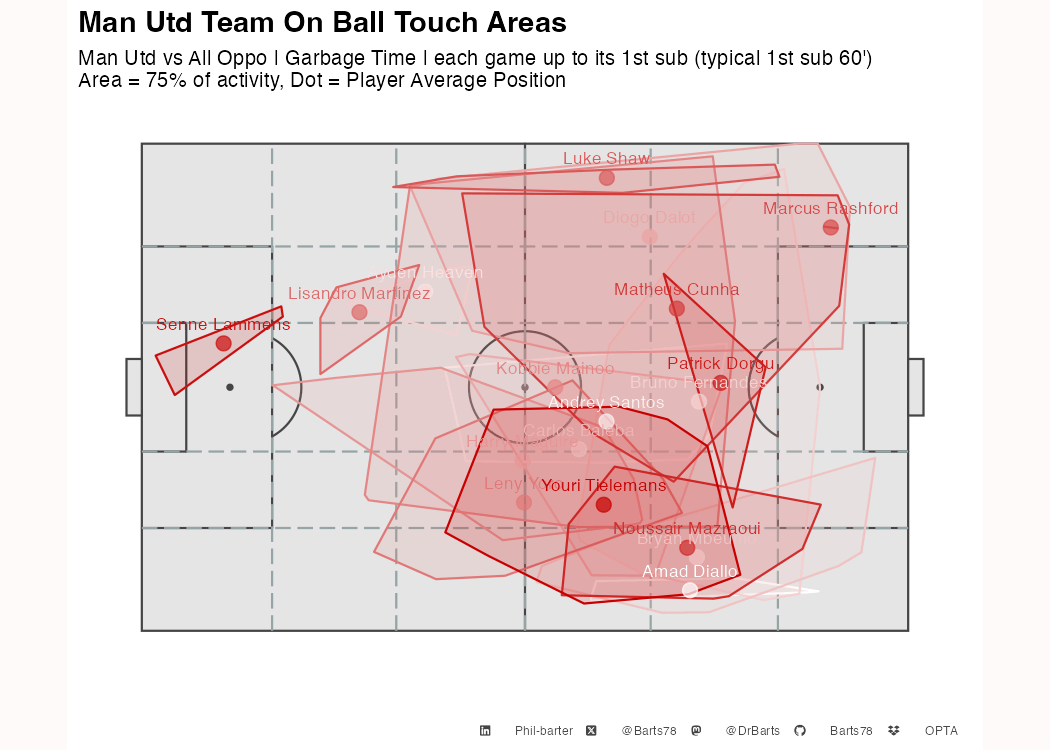 Man Utd Team On Ball Touch Areas
Man Utd vs All Oppo | Garbage Time | each game up to its 1st sub (typical 1st sub 60')
Area = 75% of activity, Dot = Player Average Position
Luke Shaw
Marcus Rashford
Diogo Dalot
Heaven
Lisandro Martínez
Matheus Cunha
Senne Lammens
Patrick Dorgu
Kobbie Mainoo
Bruno Fernandes
Andrey Santos
Carlos Baleba
Leny
Youri Tielemans
Noussair Mazraoui
Bryan Mbeumo
Amad Diallo
Phil-barter @Barts78 @DrBarts Barts78 OPTA